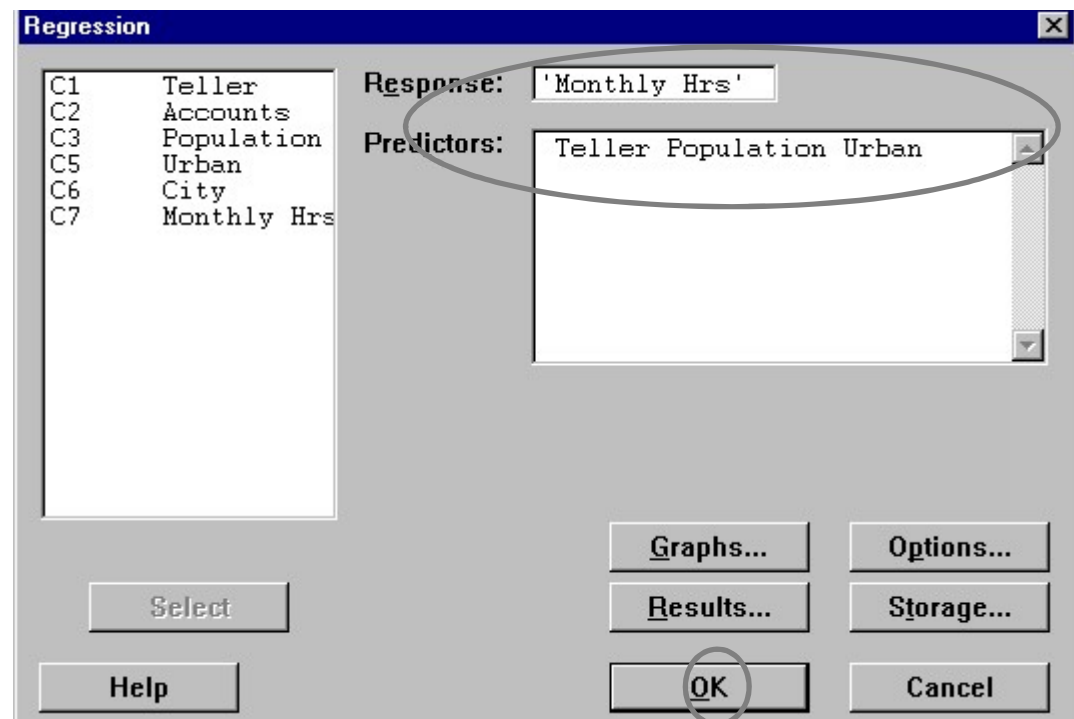 Regression
C1 Teller
C2 Accounts
C3 Population
C5 Urban
C6 City
C7 Monthly Hrs
Response: 'Monthly Hrs'
Predictors: Teller Population Urban
Graphs... Options...
Select Results... Storage...
Help OK Cancel